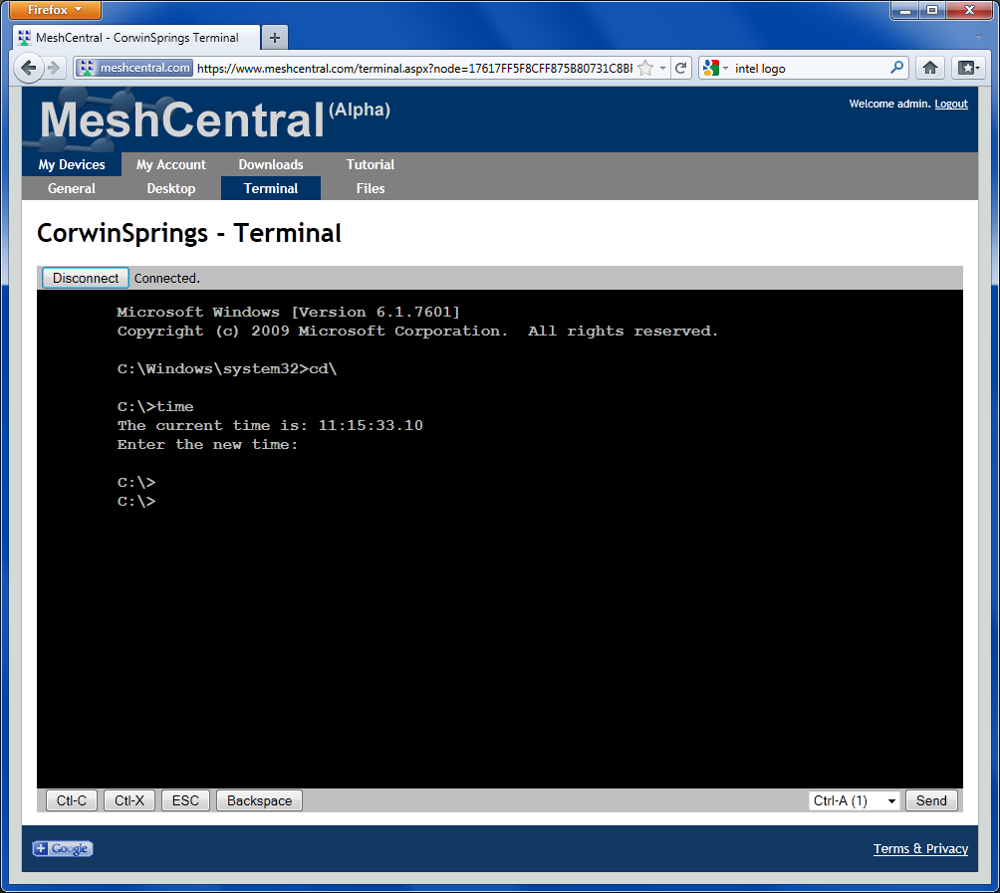 Firefox
MeshCentral - CorwinSprings Terminal
meshcentral.com https://www.meshcentral.com/terminal.aspx?node=17617FF5F8CFF875B80731C8BF intel logo
MeshCentral (Alpha)
Welcome admin. Logout
My Devices My Account Downloads Tutorial
General Desktop Terminal Files
CorwinSprings - Terminal
Disconnect Connected.
Microsoft Windows [Version 6.1.7601]
Copyright (c) 2009 Microsoft Corporation.  All rights reserved.
C:\Windows\system32>cd\
C:\>time
The current time is: 11:15:33.10
Enter the new time:
C:\>
C:\>
Ctl-C Ctl-X ESC Backspace Ctrl-A (1) Send
+ Google Terms & Privacy